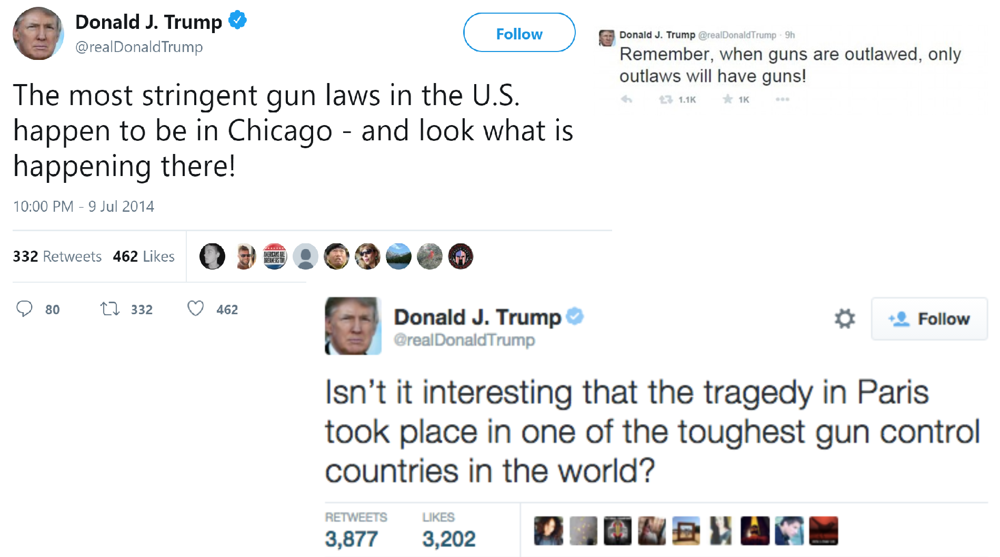 Donald J. Trump
@realDonaldTrump
Follow
The most stringent gun laws in the U.S.
happen to be in Chicago - and look what is
happening there!
10:00 PM - 9 Jul 2014
332 Retweets 462 Likes
AMERICANS ARE
DREAMERS TOO
80 332 462
Donald J. Trump @realDonaldTrump · 9h
Remember, when guns are outlawed, only
outlaws will have guns!
1.1K 1K
Donald J. Trump
@realDonaldTrump
Follow
Isn't it interesting that the tragedy in Paris
took place in one of the toughest gun control
countries in the world?
RETWEETS LIKES
3,877 3,202